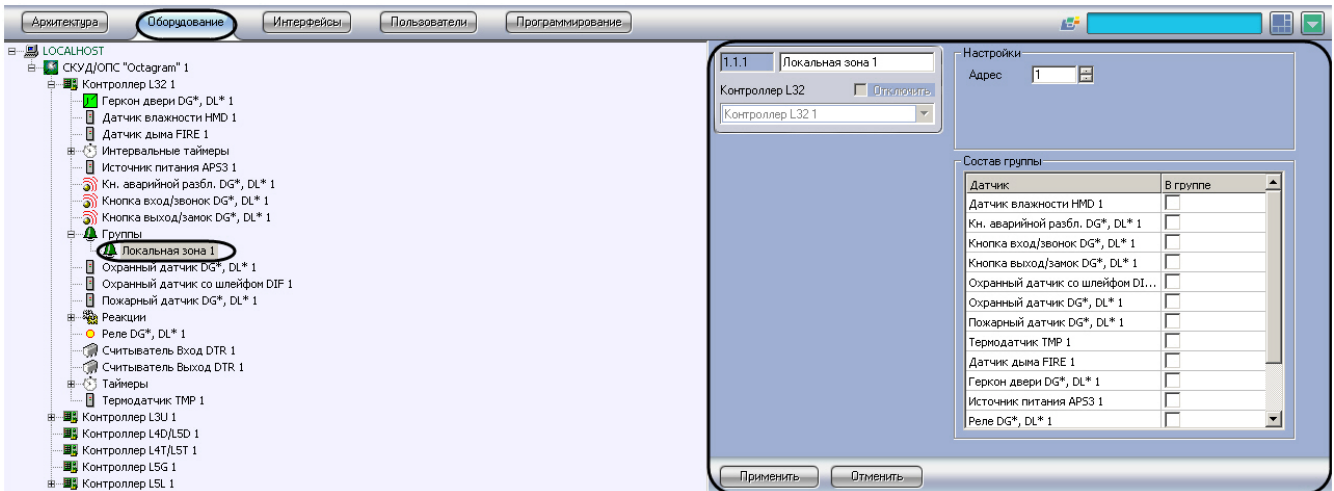 Архитектура Оборудование Интерфейсы Пользователи Программирование
LOCALHOST
СКУД/ОПС "Octagram" 1
Контроллер L32 1
Геркон двери DG*, DL* 1
Датчик влажности HMD 1
Датчик дыма FIRE 1
Интервальные таймеры
Источник питания APS3 1
Кн. аварийной разбл. DG*, DL* 1
Кнопка вход/звонок DG*, DL* 1
Кнопка выход/замок DG*, DL* 1
Группы
Локальная зона 1
Охранный датчик DG*, DL* 1
Охранный датчик со шлейфом DIF 1
Пожарный датчик DG*, DL* 1
Реакции
Реле DG*, DL* 1
Считыватель Вход DTR 1
Считыватель Выход DTR 1
Таймеры
Термодатчик TMP 1
Контроллер L3U 1
Контроллер L4D/L5D 1
Контроллер L4T/L5T 1
Контроллер L5G 1
Контроллер L5L 1
1.1.1 Локальная зона 1
Контроллер L32 Отключить
Контроллер L32 1
Настройки
Адрес 1
Состав группы
Датчик В группе
Датчик влажности HMD 1
Кн. аварийной разбл. DG*, DL* 1
Кнопка вход/звонок DG*, DL* 1
Кнопка выход/замок DG*, DL* 1
Охранный датчик со шлейфом DI...
Охранный датчик DG*, DL* 1
Пожарный датчик DG*, DL* 1
Термодатчик TMP 1
Датчик дыма FIRE 1
Геркон двери DG*, DL* 1
Источник питания APS3 1
Реле DG*, DL* 1
Применить Отменить